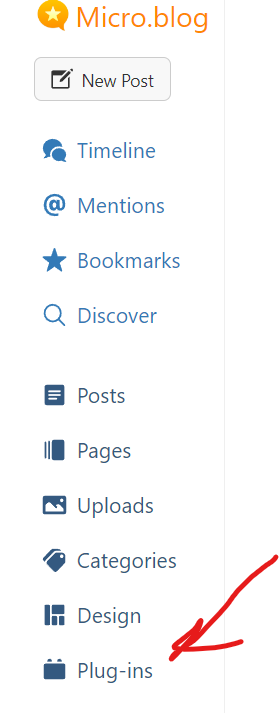 Micro.blog
New Post
Timeline
Mentions
Bookmarks
Discover
Posts
Pages
Uploads
Categories
Design
Plug-ins